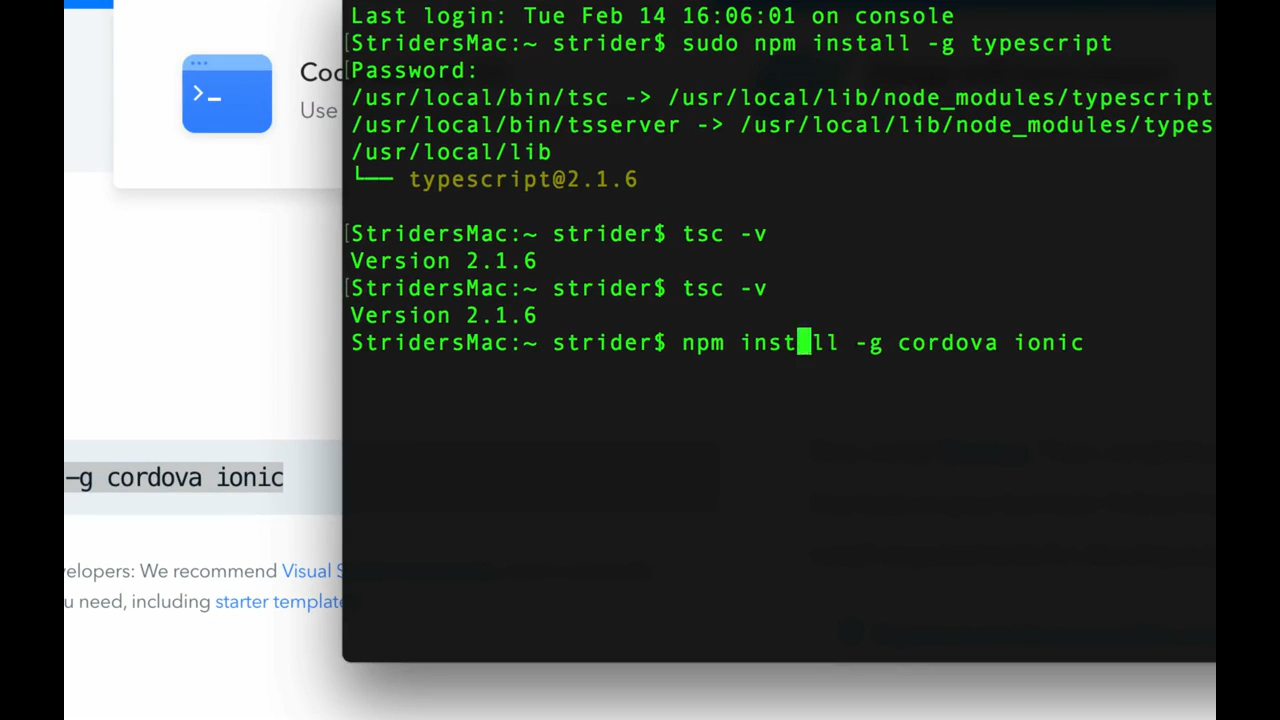 Last login: Tue Feb 14 16:06:01 on console
[StridersMac:~ strider$ sudo npm install -g typescript
[Password:
/usr/local/bin/tsc -> /usr/local/lib/node_modules/typescript
/usr/local/bin/tsserver -> /usr/local/lib/node_modules/types
/usr/local/lib
└── typescript@2.1.6
[StridersMac:~ strider$ tsc -v
Version 2.1.6
[StridersMac:~ strider$ tsc -v
Version 2.1.6
StridersMac:~ strider$ npm install -g cordova ionic
>_
Use
-g cordova ionic
velopers: We recommend Visual S
u need, including starter template